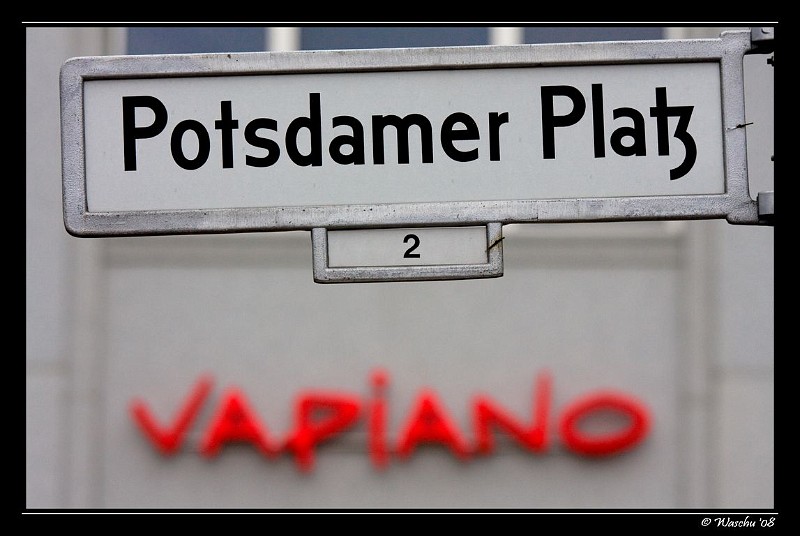 Potsdamer Platz
2
VAPiANO
© Waschu '08